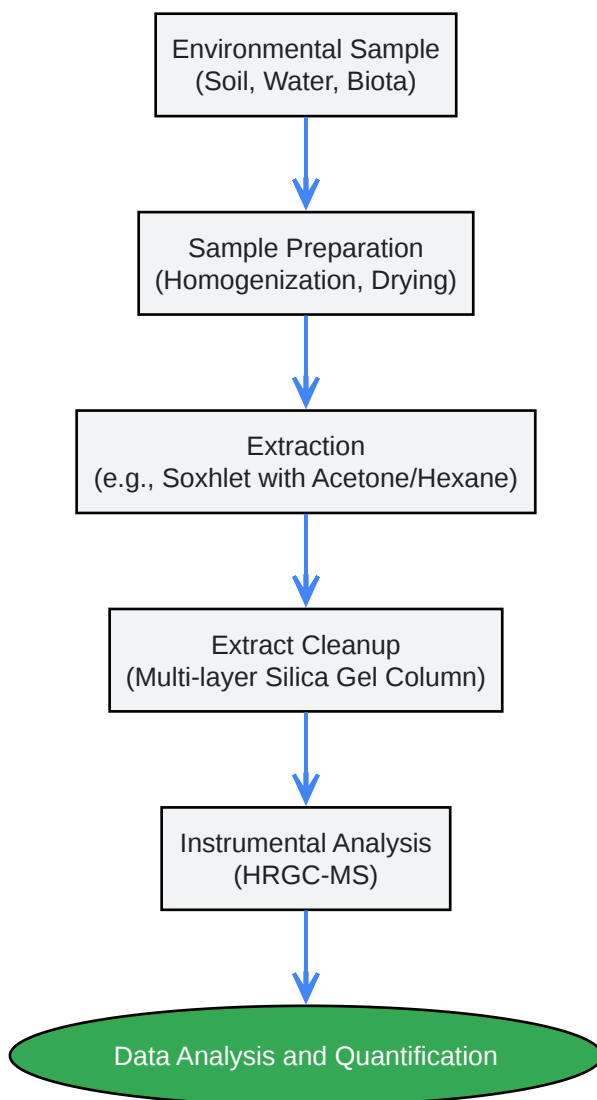 Environmental Sample
(Soil, Water, Biota)
Sample Preparation
(Homogenization, Drying)
Extraction
(e.g., Soxhlet with Acetone/Hexane)
Extract Cleanup
(Multi-layer Silica Gel Column)
Instrumental Analysis
(HRGC-MS)
Data Analysis and Quantification